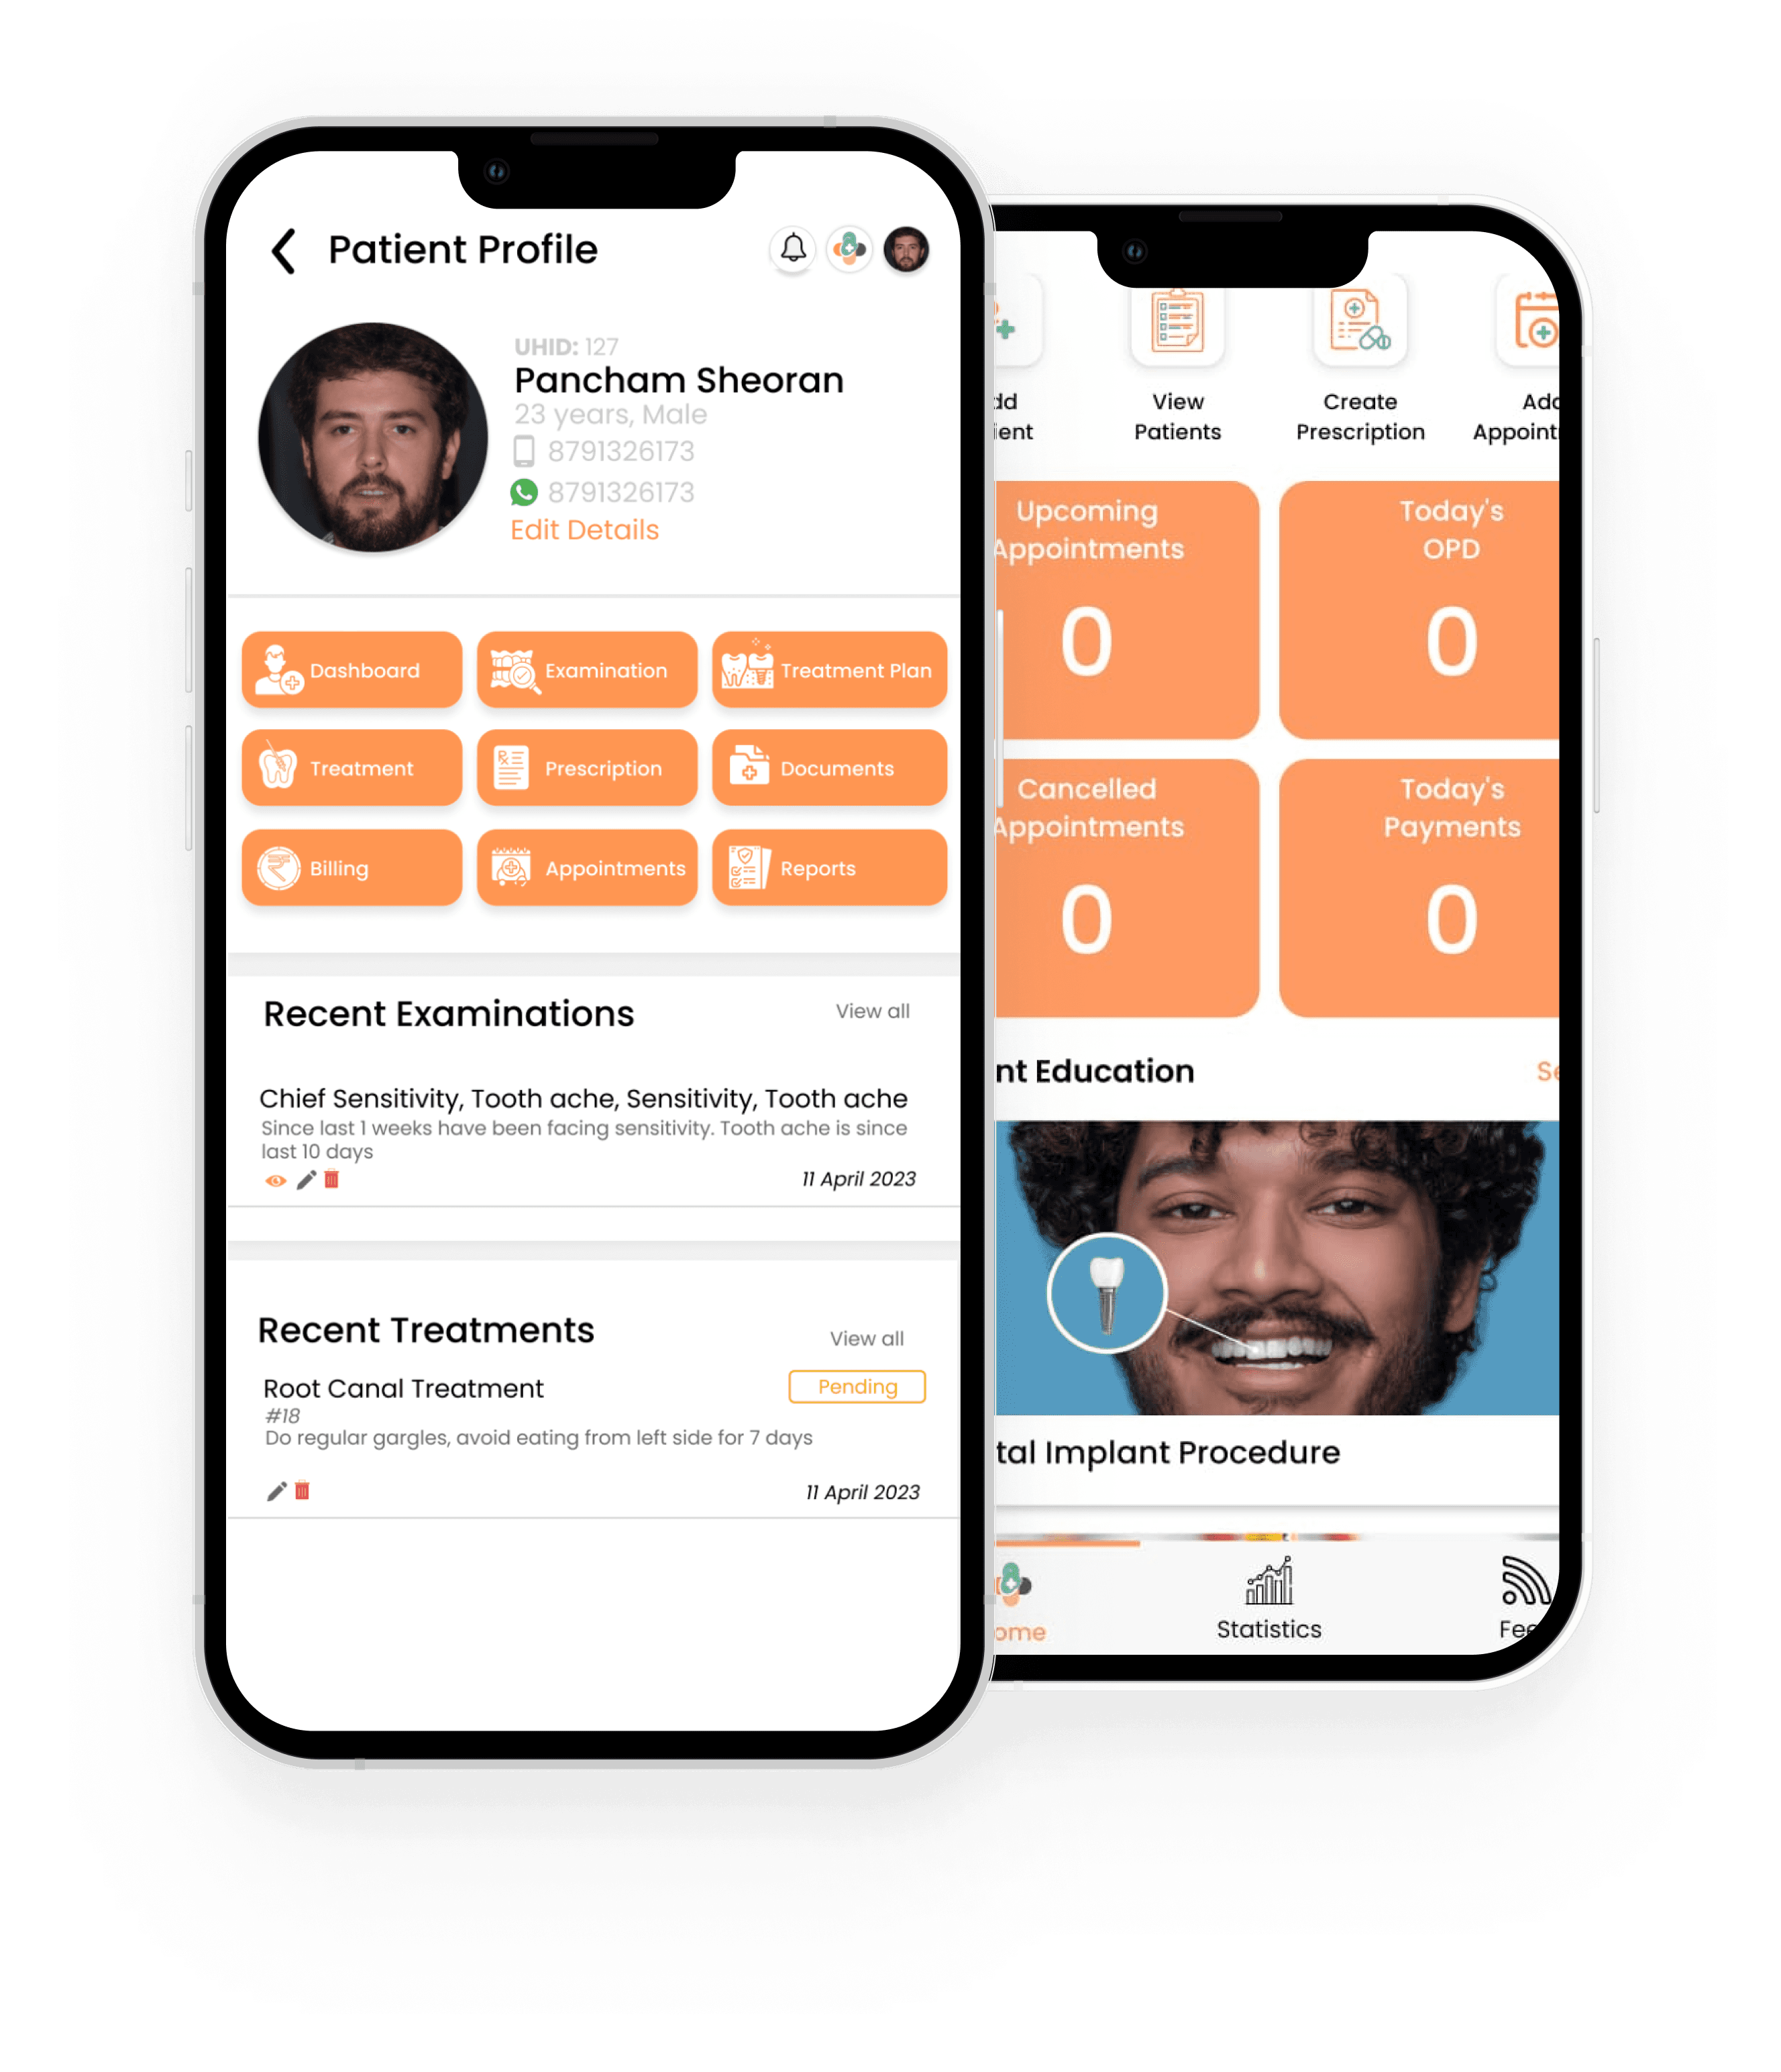 Patient Profile
UHID: 127
Pancham Sheoran
23 years, Male
8791326173
8791326173
Edit Details
Dashboard
Examination
Treatment Plan
Treatment
Prescription
Documents
Billing
Appointments
Reports
Recent Examinations
View all
Chief Sensitivity, Tooth ache, Sensitivity, Tooth ache
Since last 1 weeks have been facing sensitivity. Tooth ache is since
last 10 days
11 April 2023
Recent Treatments
View all
Root Canal Treatment
Pending
#18
Do regular gargles, avoid eating from left side for 7 days
11 April 2023
dd
ient
View
Patients
Create
Prescription
Add
Appoint
Upcoming
Appointments
0
Today's
OPD
0
Cancelled
Appointments
0
Today's
Payments
0
nt Education
Se
tal Implant Procedure
ome
Statistics
Fee